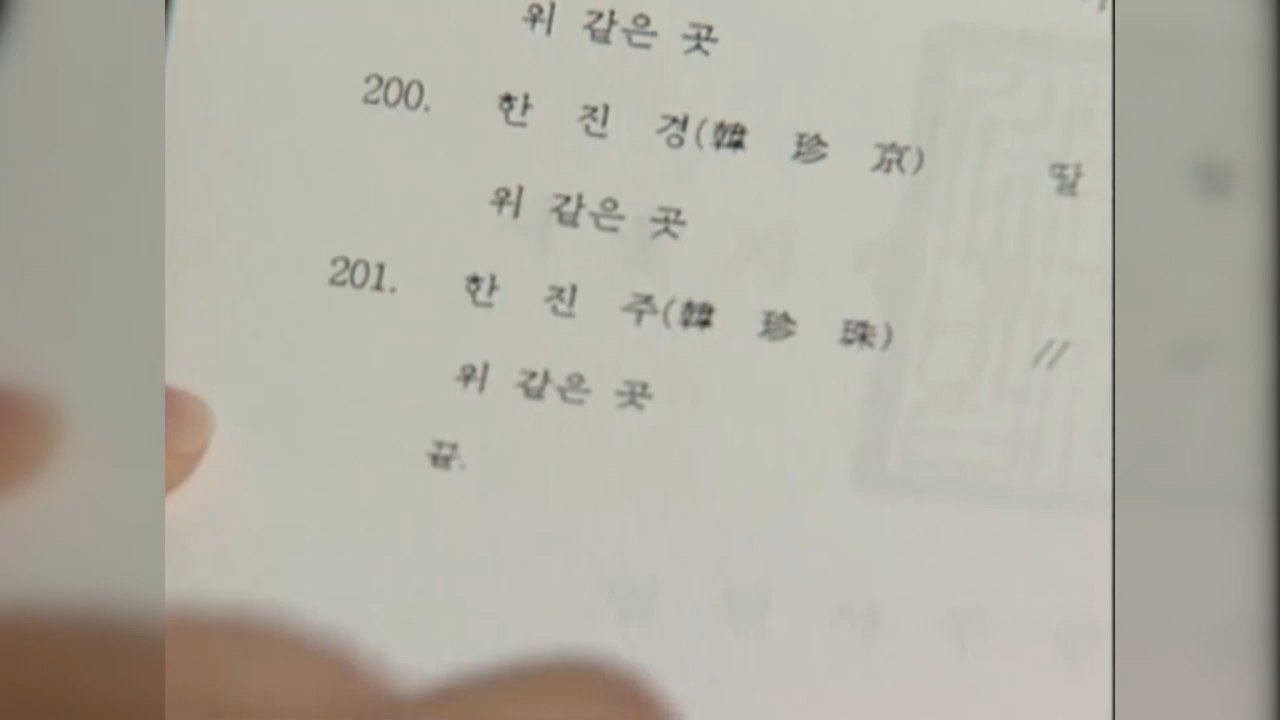 위 같은 곳
200. 한 진 경(韓 珍 京) 딸
위 같은 곳
201. 한 진 주(韓 珍 珠) 〃
위 같은 곳
끝.